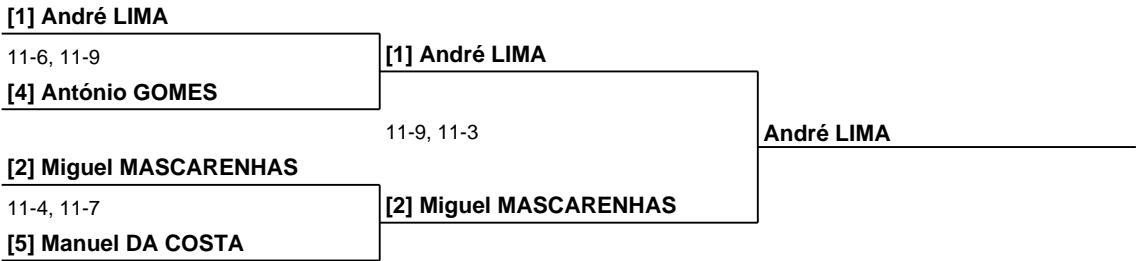 [1] André LIMA
11-6, 11-9
[1] André LIMA
[4] António GOMES
11-9, 11-3
André LIMA
[2] Miguel MASCARENHAS
11-4, 11-7
[2] Miguel MASCARENHAS
[5] Manuel DA COSTA